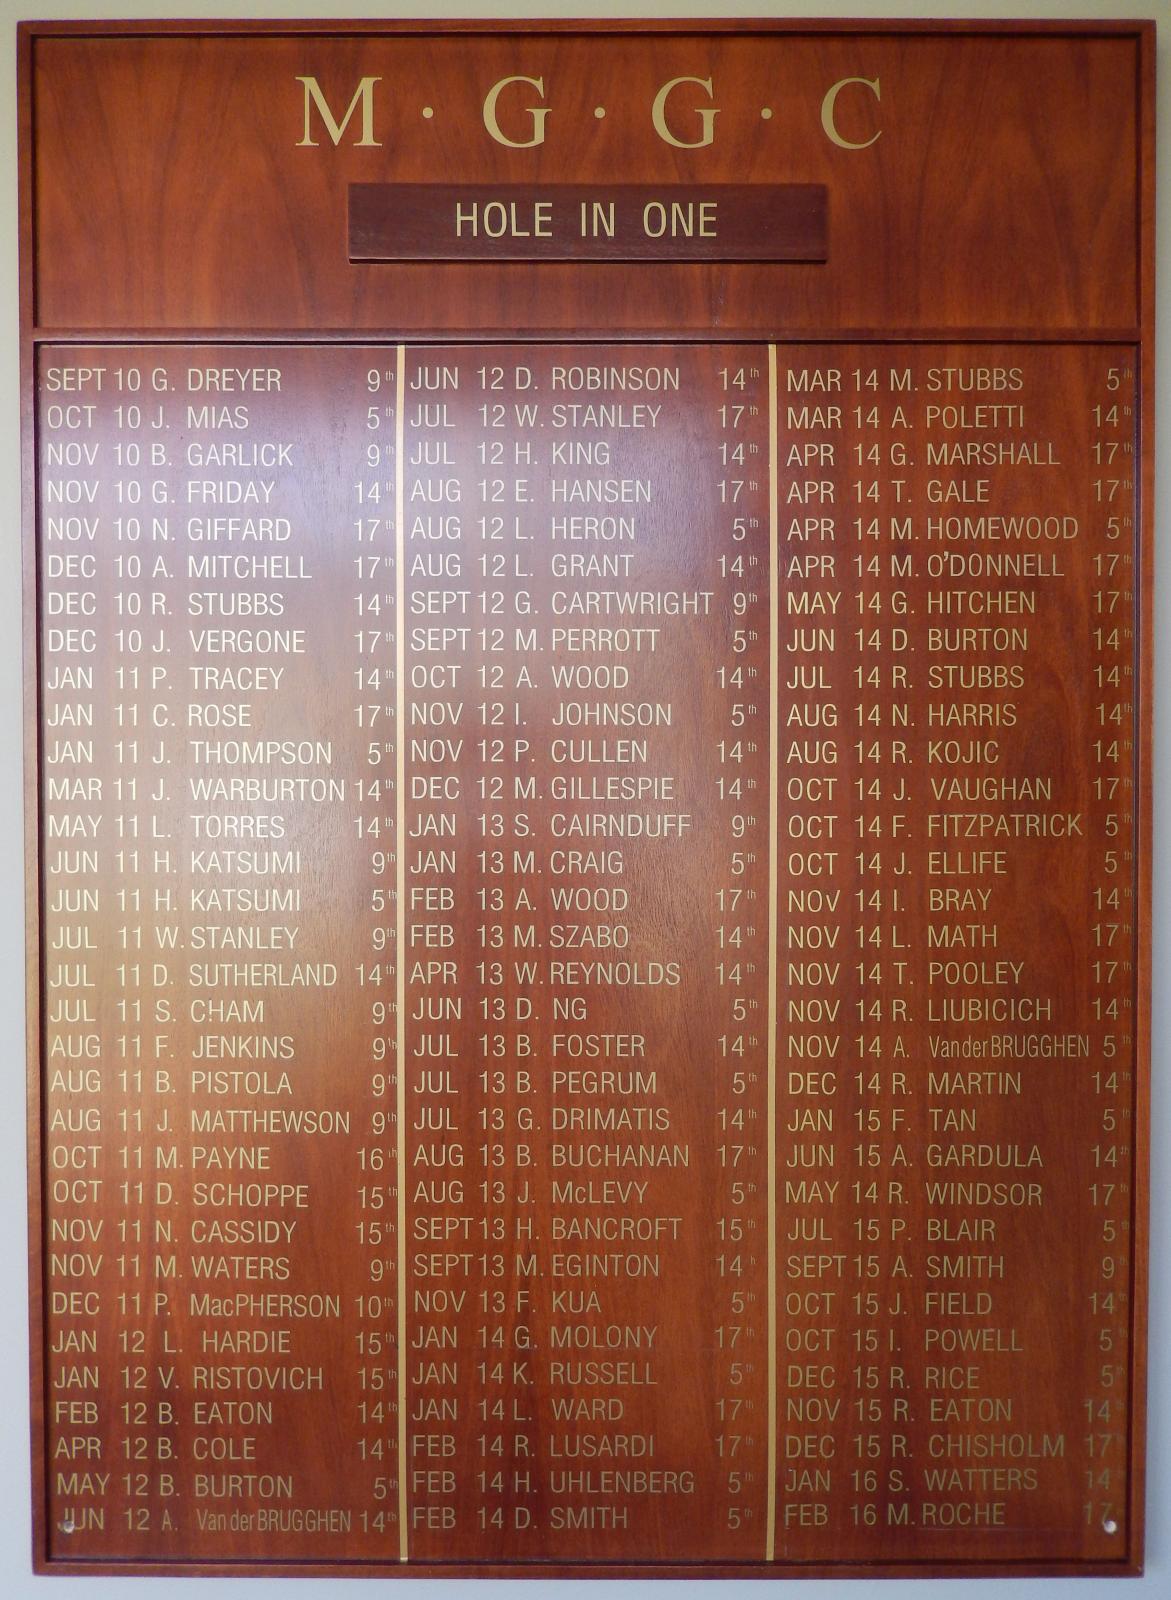 M · G · G · C
HOLE IN ONE
SEPT 10 G. DREYER 9th
OCT 10 J. MIAS 5th
NOV 10 B. GARLICK 9th
NOV 10 G. FRIDAY 14th
NOV 10 N. GIFFARD 17th
DEC 10 A. MITCHELL 17th
DEC 10 R. STUBBS 14th
DEC 10 J. VERGONE 17th
JAN 11 P. TRACEY 14th
JAN 11 C. ROSE 17th
JAN 11 J. THOMPSON 5th
MAR 11 J. WARBURTON 14th
MAY 11 L. TORRES 14th
JUN 11 H. KATSUMI 9th
JUN 11 H. KATSUMI 5th
JUL 11 W. STANLEY 9th
JUL 11 D. SUTHERLAND 14th
JUL 11 S. CHAM 9th
AUG 11 F. JENKINS 9th
AUG 11 B. PISTOLA 9th
AUG 11 J. MATTHEWSON 9th
OCT 11 M. PAYNE 16th
OCT 11 D. SCHOPPE 15th
NOV 11 N. CASSIDY 15th
NOV 11 M. WATERS 9th
DEC 11 P. MacPHERSON 10th
JAN 12 L. HARDIE 15th
JAN 12 V. RISTOVICH 15th
FEB 12 B. EATON 14th
APR 12 B. COLE 14th
MAY 12 B. BURTON 5th
JUN 12 A. Van der BRUGGHEN 14th
JUN 12 D. ROBINSON 14th
JUL 12 W. STANLEY 17th
JUL 12 H. KING 14th
AUG 12 E. HANSEN 17th
AUG 12 L. HERON 5th
AUG 12 L. GRANT 14th
SEPT 12 G. CARTWRIGHT 9th
SEPT 12 M. PERROTT 5th
OCT 12 A. WOOD 14th
NOV 12 I. JOHNSON 5th
NOV 12 P. CULLEN 14th
DEC 12 M. GILLESPIE 14th
JAN 13 S. CAIRNDUFF 9th
JAN 13 M. CRAIG 5th
FEB 13 A. WOOD 17th
FEB 13 M. SZABO 14th
APR 13 W. REYNOLDS 14th
JUN 13 D. NG 5th
JUL 13 B. FOSTER 14th
JUL 13 B. PEGRUM 5th
JUL 13 G. DRIMATIS 14th
AUG 13 B. BUCHANAN 17th
AUG 13 J. McLEVY 5th
SEPT 13 H. BANCROFT 15th
SEPT 13 M. EGINTON 14th
NOV 13 F. KUA 5th
JAN 14 G. MOLONY 17th
JAN 14 K. RUSSELL 5th
JAN 14 L. WARD 17th
FEB 14 R. LUSARDI 17th
FEB 14 H. UHLENBERG 5th
FEB 14 D. SMITH 5th
MAR 14 M. STUBBS 5th
MAR 14 A. POLETTI 14th
APR 14 G. MARSHALL 17th
APR 14 T. GALE 17th
APR 14 M. HOMEWOOD 5th
APR 14 M. O'DONNELL 17th
MAY 14 G. HITCHEN 17th
JUN 14 D. BURTON 14th
JUL 14 R. STUBBS 14th
AUG 14 N. HARRIS 14th
AUG 14 R. KOJIC 14th
OCT 14 J. VAUGHAN 17th
OCT 14 F. FITZPATRICK 5th
OCT 14 J. ELLIFE 5th
NOV 14 I. BRAY 14th
NOV 14 L. MATH 17th
NOV 14 T. POOLEY 17th
NOV 14 R. LIUBICICH 14th
NOV 14 A. Van der BRUGGHEN 5th
DEC 14 R. MARTIN 14th
JAN 15 F. TAN 5th
JUN 15 A. GARDULA 14th
MAY 14 R. WINDSOR 17th
JUL 15 P. BLAIR 5th
SEPT 15 A. SMITH 9th
OCT 15 J. FIELD 14th
OCT 15 I. POWELL 5th
DEC 15 R. RICE 5th
NOV 15 R. EATON 14th
DEC 15 R. CHISHOLM 17th
JAN 16 S. WATTERS 14th
FEB 16 M. ROCHE 17